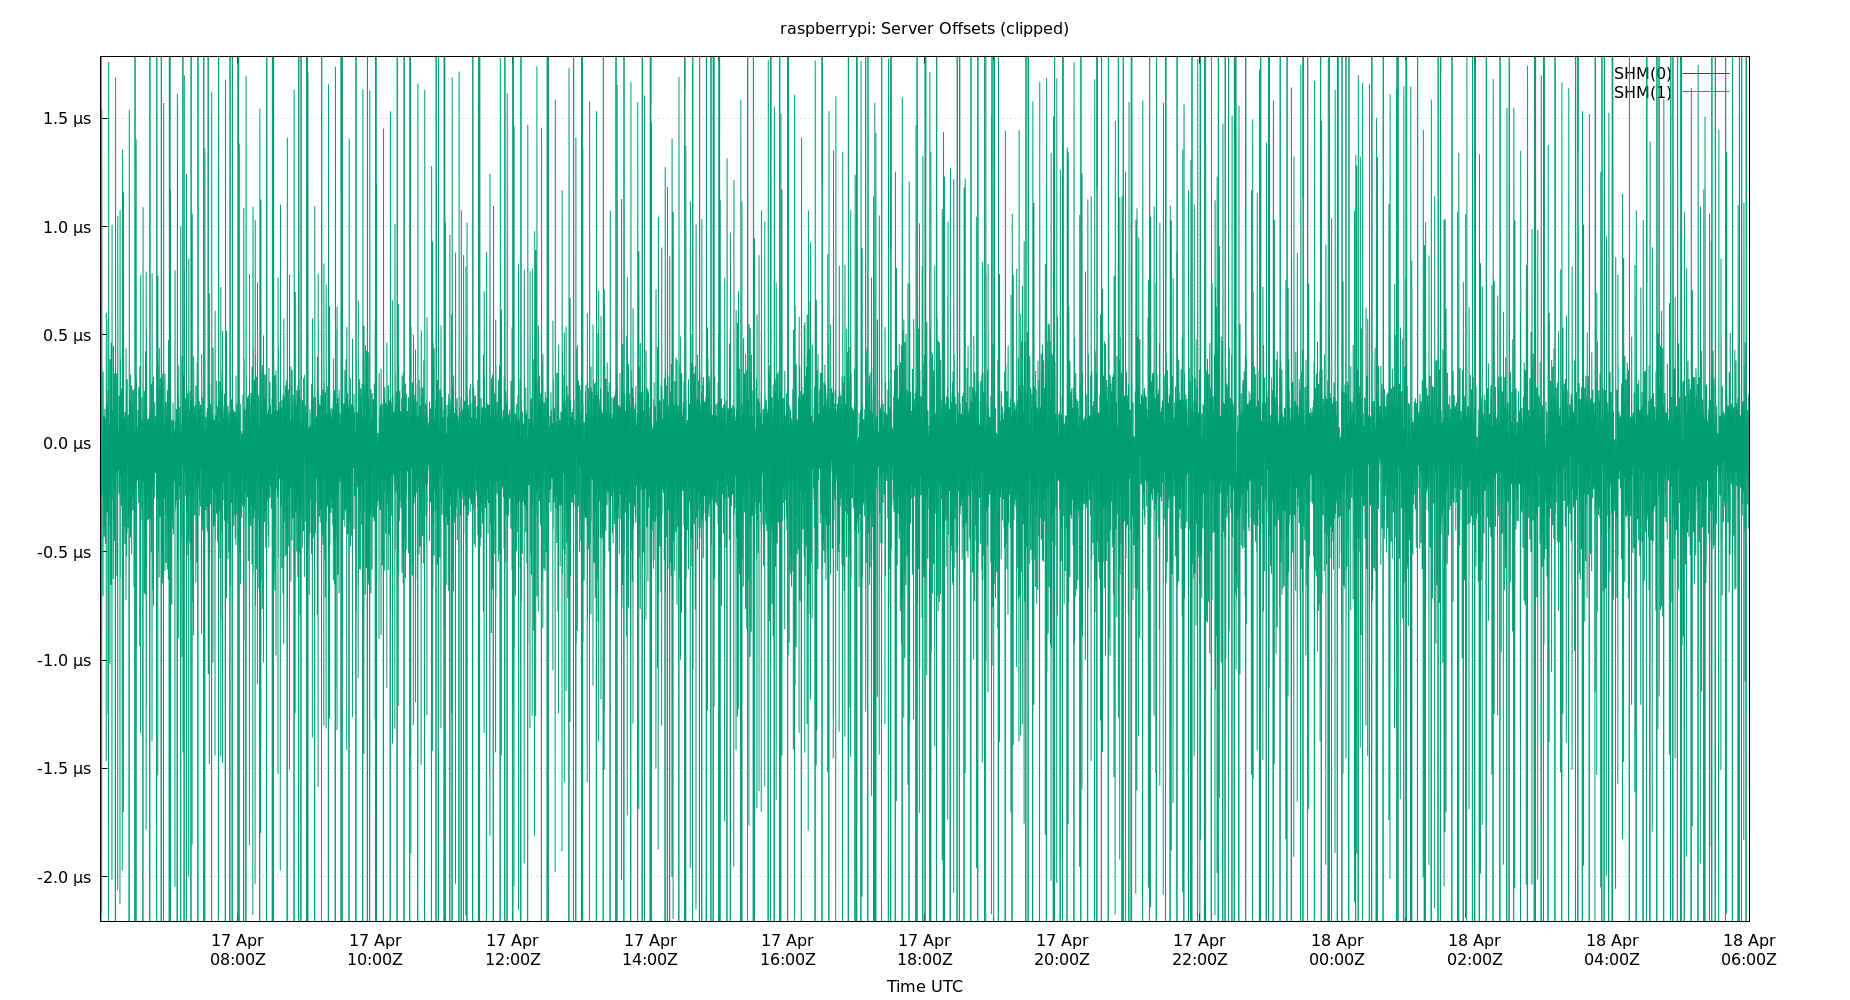 raspberrypi: Server Offsets (clipped)
SHM(0)
SHM(1)
1.5 µs
1.0 µs
0.5 µs
0.0 µs
-0.5 µs
-1.0 µs
-1.5 µs
-2.0 µs
17 Apr 17 Apr 17 Apr 17 Apr 17 Apr 17 Apr 17 Apr 17 Apr 18 Apr 18 Apr 18 Apr 18 Apr
08:00Z 10:00Z 12:00Z 14:00Z 16:00Z 18:00Z 20:00Z 22:00Z 00:00Z 02:00Z 04:00Z 06:00Z
Time UTC